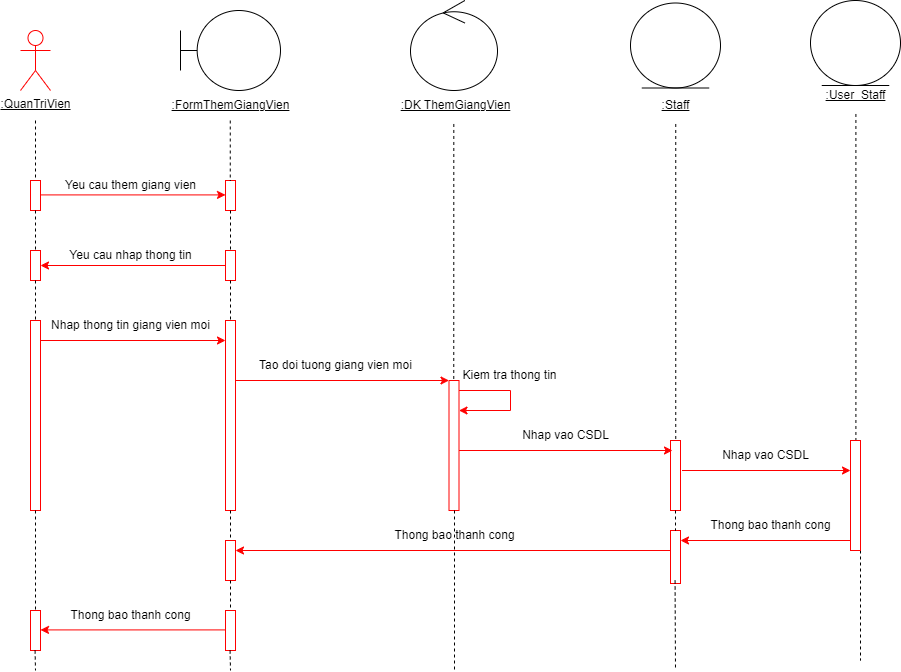 :QuanTriVien
:FormThemGiangVien
:DK ThemGiangVien
:Staff
:User_Staff
Yeu cau them giang vien
Yeu cau nhap thong tin
Nhap thong tin giang vien moi
Tao doi tuong giang vien moi
Kiem tra thong tin
Nhap vao CSDL
Nhap vao CSDL
Thong bao thanh cong
Thong bao thanh cong
Thong bao thanh cong